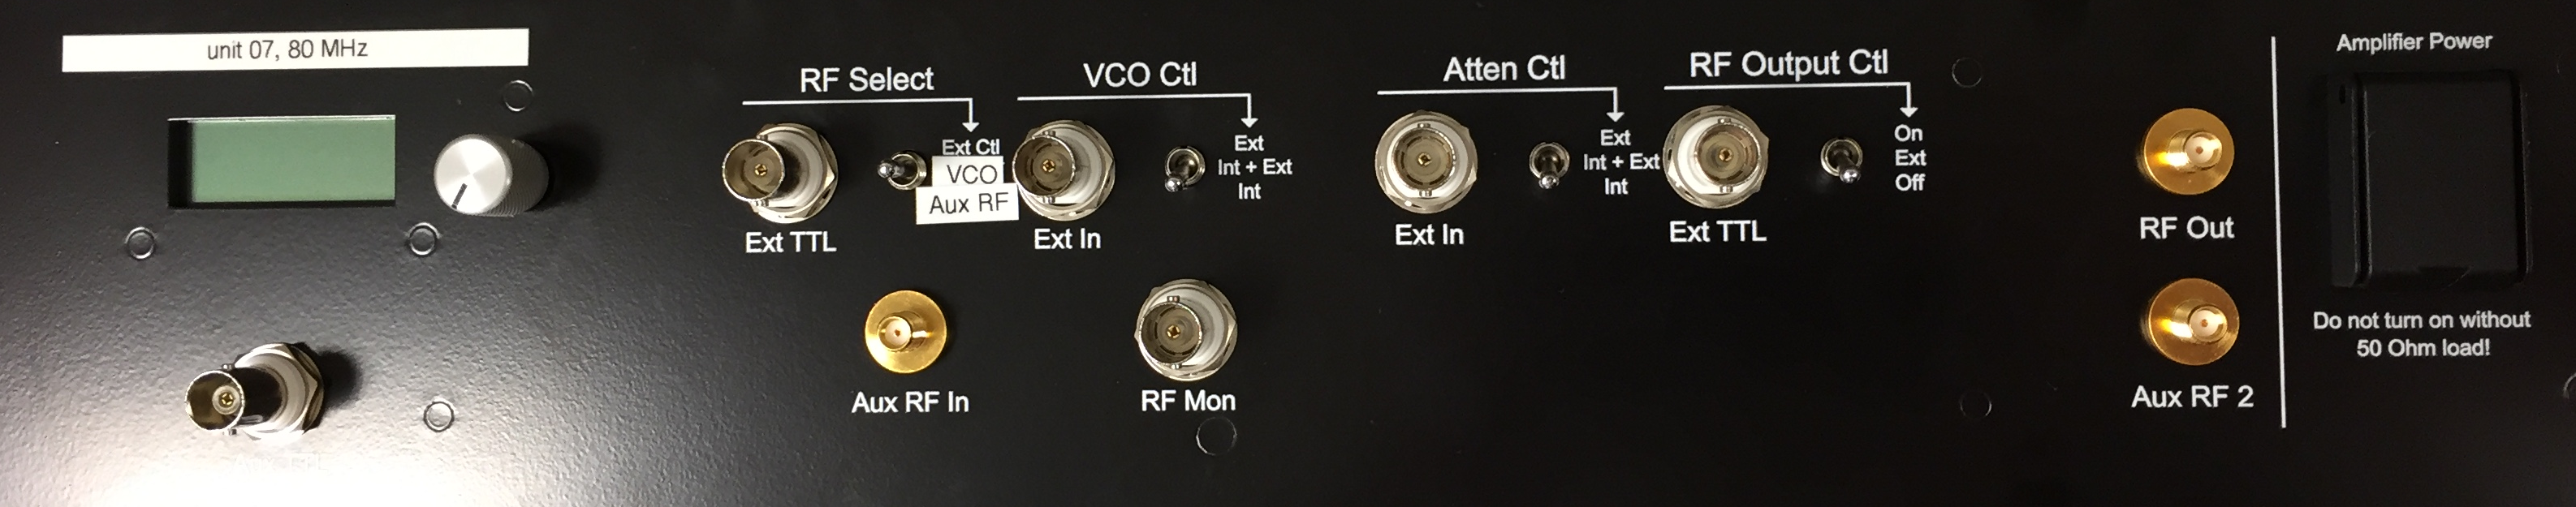 unit 07, 80 MHz
RF Select
Ext Ctl
VCO
Aux RF
Ext TTL
Aux RF In
VCO Ctl
Ext
Int + Ext
Int
Ext In
RF Mon
Atten Ctl
Ext
Int + Ext
Int
Ext In
RF Output Ctl
On
Ext
Off
Ext TTL
RF Out
Aux RF 2
Amplifier Power
Do not turn on without
50 Ohm load!